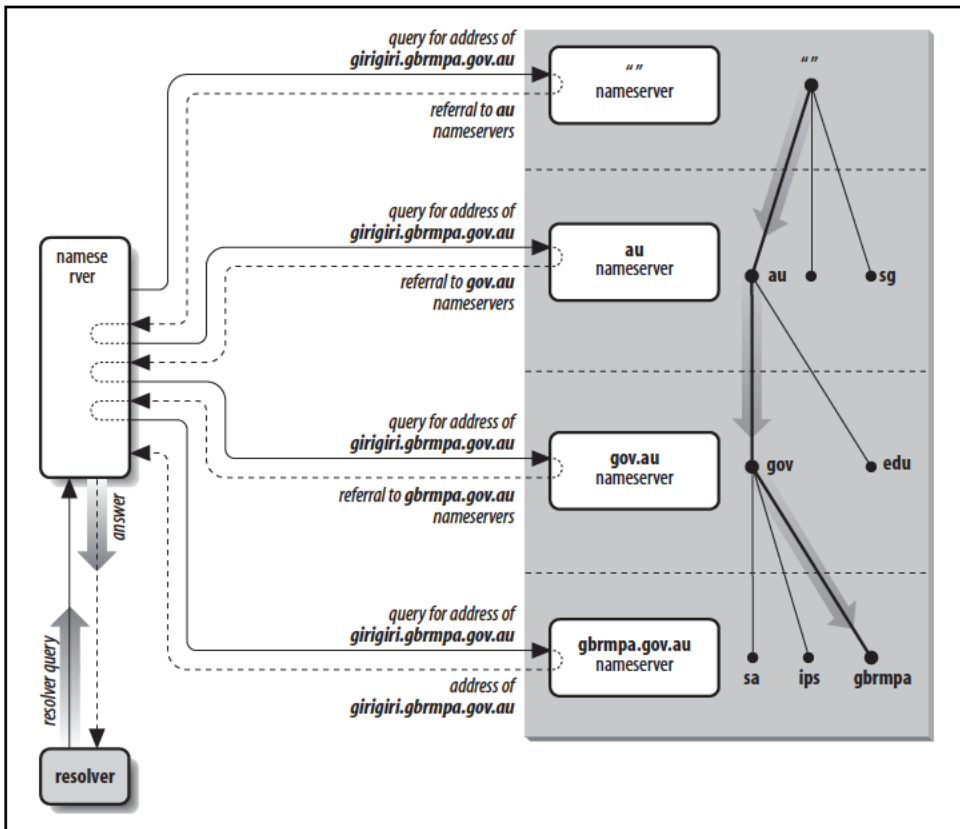 query for address of
girigiri.gbrmpa.gov.au
“ ”
nameserver
“ ”
referral to au
nameservers
query for address of
girigiri.gbrmpa.gov.au
namese
rver
au
nameserver
au
sg
referral to gov.au
nameservers
query for address of
girigiri.gbrmpa.gov.au
gov.au
nameserver
gov
edu
referral to gbrmpa.gov.au
nameservers
answer
query for address of
girigiri.gbrmpa.gov.au
gbrmpa.gov.au
nameserver
sa
ips
gbrmpa
address of
girigiri.gbrmpa.gov.au
resolver query
resolver